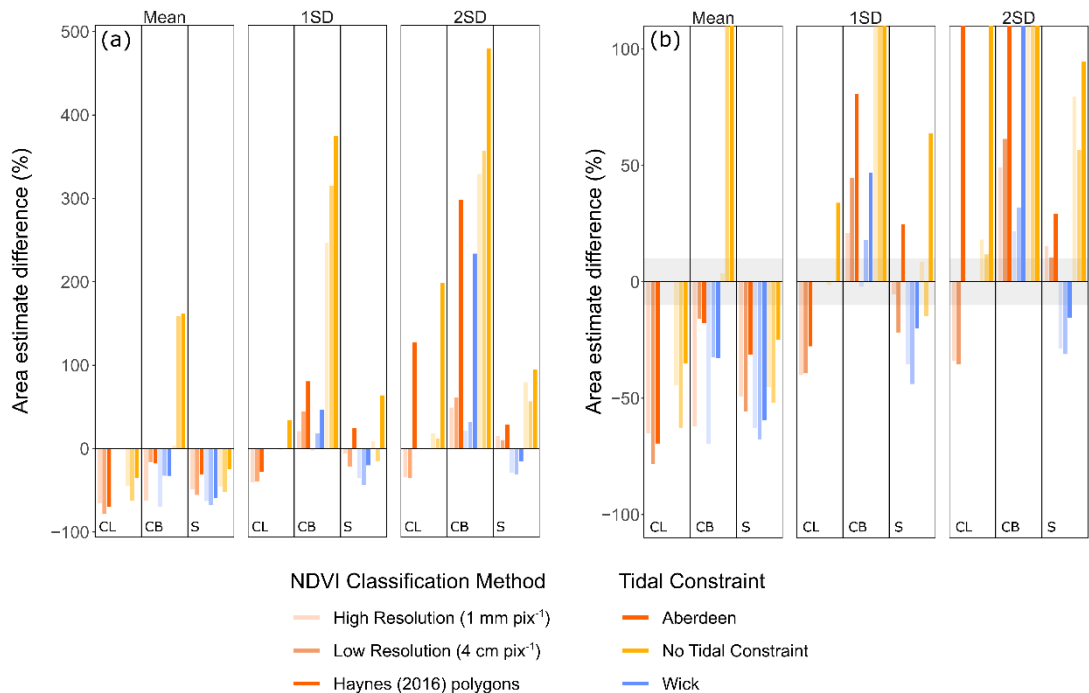 Mean 1SD 2SD
(a)
Area estimate difference (%)
500
400
300
200
100
0
−100
CL CB S CL CB S CL CB S
Mean 1SD 2SD
(b)
Area estimate difference (%)
100
50
0
−50
−100
CL CB S CL CB S CL CB S
NDVI Classification Method
High Resolution (1 mm pix⁻¹)
Low Resolution (4 cm pix⁻¹)
Haynes (2016) polygons
Tidal Constraint
Aberdeen
No Tidal Constraint
Wick